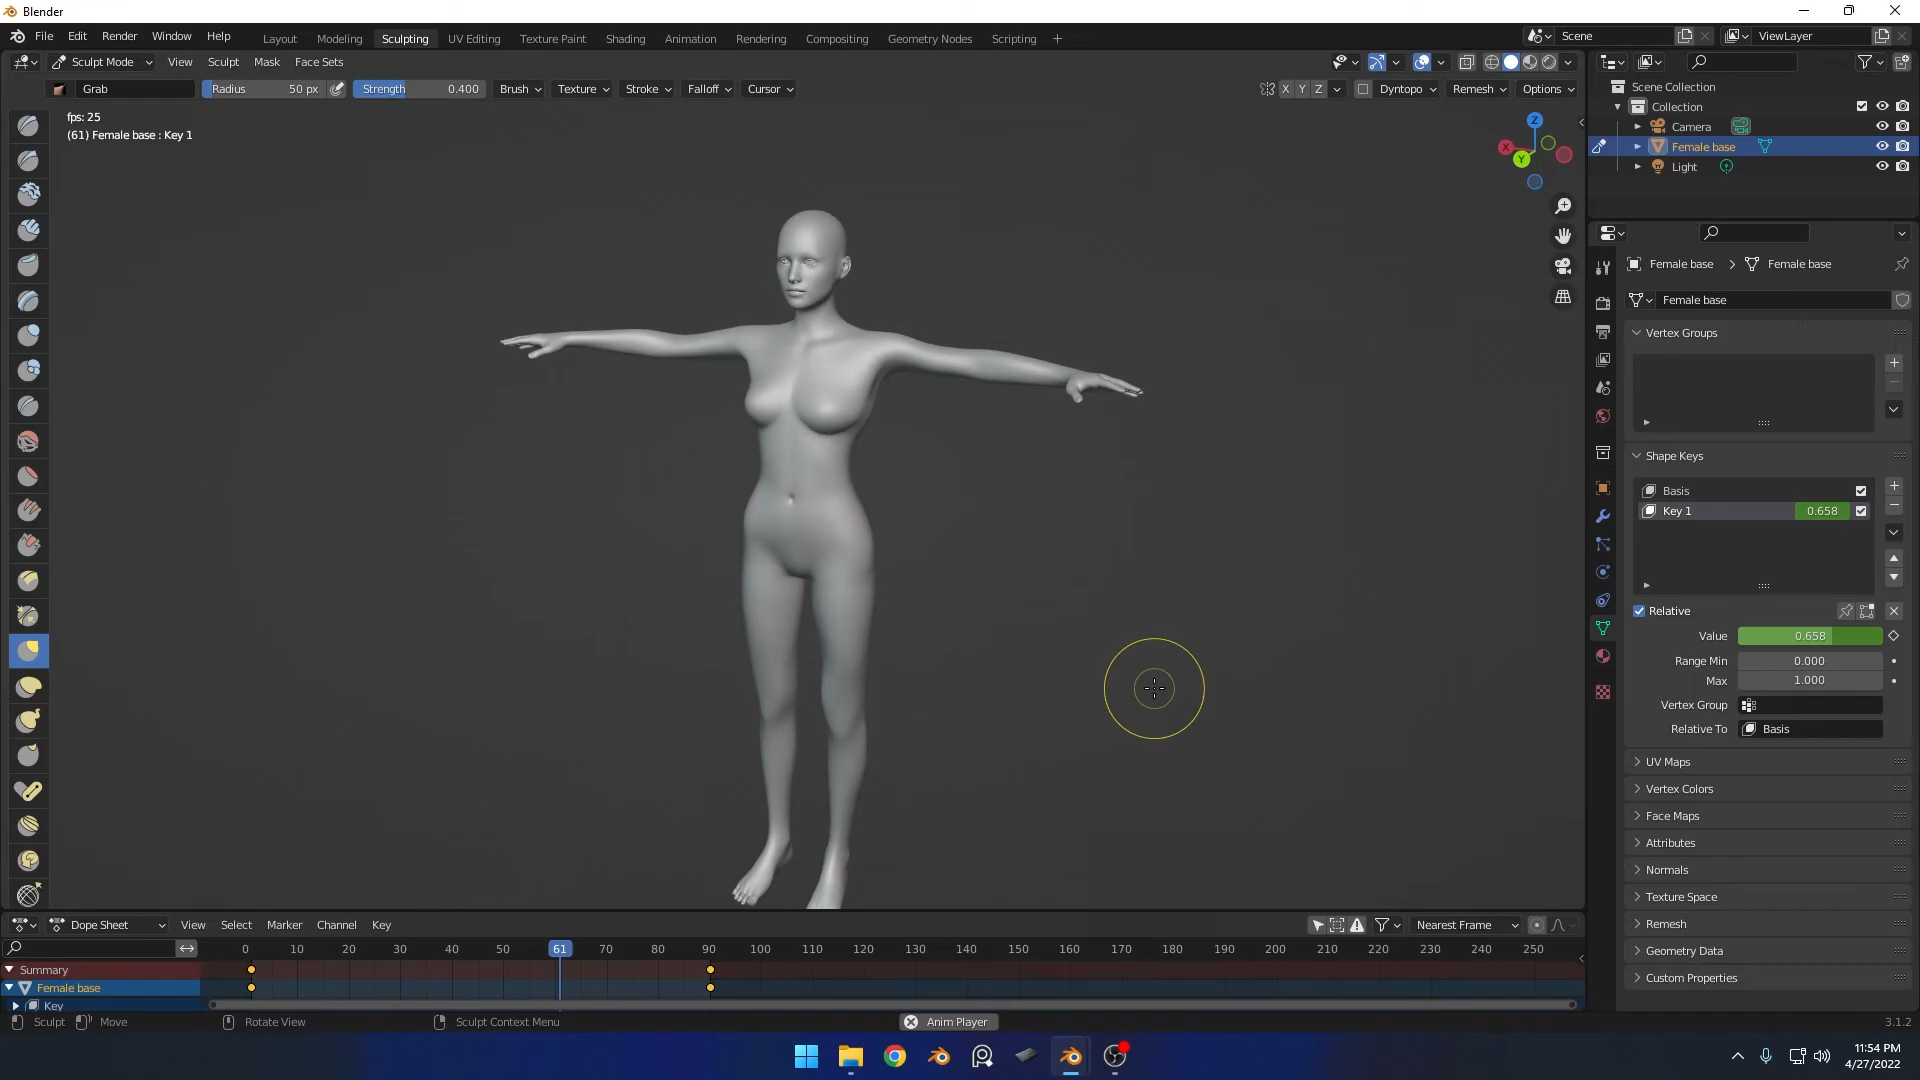 Blender
File Edit Render Window Help Layout Modeling Sculpting UV Editing Texture Paint Shading Animation Rendering Compositing Geometry Nodes Scripting + Scene ViewLayer
Sculpt Mode View Sculpt Mask Face Sets
Grab Radius 50 px Strength 0.400 Brush Texture Stroke Falloff Cursor X Y Z Dyntopo Remesh Options
fps: 25
(61) Female base : Key 1
Z
X
Y
Scene Collection
Collection
Camera
Female base
Light
Female base > Female base
Female base
Vertex Groups
Shape Keys
Basis
Key 1 0.658
Relative
Value 0.658
Range Min 0.000
Max 1.000
Vertex Group
Relative To Basis
UV Maps
Vertex Colors
Face Maps
Attributes
Normals
Texture Space
Remesh
Geometry Data
Custom Properties
Dope Sheet View Select Marker Channel Key Nearest Frame
0 10 20 30 40 50 61 70 80 90 100 110 120 130 140 150 160 170 180 190 200 210 220 230 240 250
Summary
Female base
Key
Sculpt Move Rotate View Sculpt Context Menu Anim Player 3.1.2
11:54 PM
4/27/2022